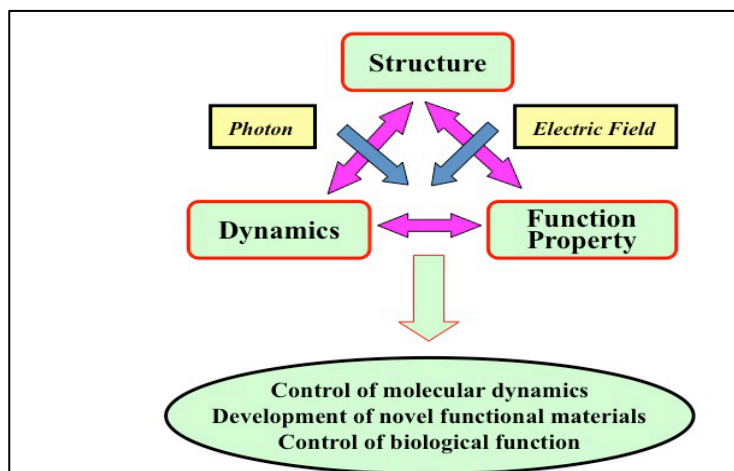 Structure
Photon
Electric Field
Dynamics
Function
Property
Control of molecular dynamics
Development of novel functional materials
Control of biological function